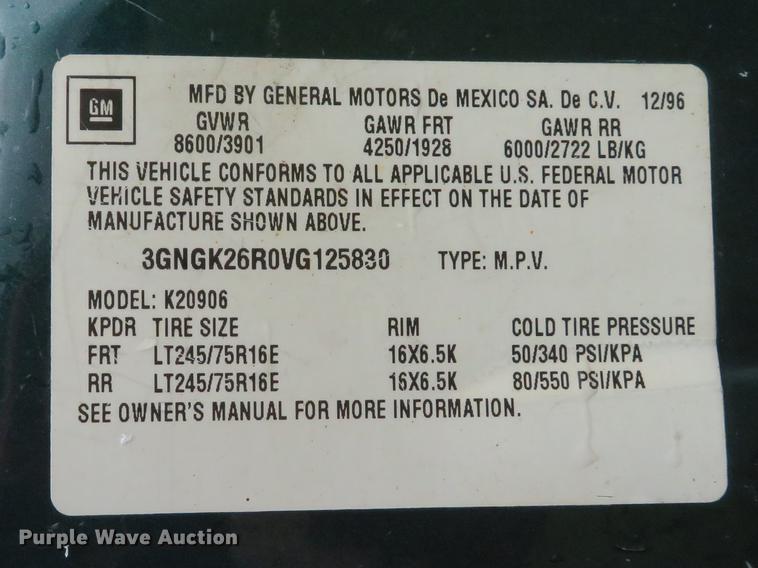 GM
MFD BY GENERAL MOTORS De MEXICO SA. De C.V. 12/96
GVWR GAWR FRT GAWR RR
8600/3901 4250/1928 6000/2722 LB/KG
THIS VEHICLE CONFORMS TO ALL APPLICABLE U.S. FEDERAL MOTOR
VEHICLE SAFETY STANDARDS IN EFFECT ON THE DATE OF
MANUFACTURE SHOWN ABOVE.
3GNGK26R0VG125830 TYPE: M.P.V.
MODEL: K20906
KPDR TIRE SIZE RIM COLD TIRE PRESSURE
FRT LT245/75R16E 16X6.5K 50/340 PSI/KPA
RR LT245/75R16E 16X6.5K 80/550 PSI/KPA
SEE OWNER'S MANUAL FOR MORE INFORMATION.
Purple Wave Auction